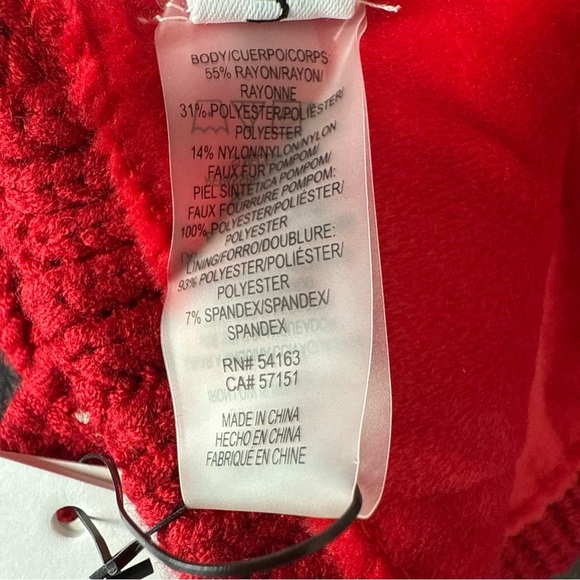 BODY/CUERPO/CORPS:
55% RAYON/RAYON/
RAYONNE
31% POLYESTER/POLIÉSTER/
POLYESTER
14% NYLON/NYLON/NYLON
FAUX FUR POMPOM/
PIEL SINTÉTICA POMPOM/
FAUX FOURRURE POMPOM:
100% POLYESTER/POLIÉSTER/
POLYESTER
LINING/FORRO/DOUBLURE:
93% POLYESTER/POLIÉSTER/
POLYESTER
7% SPANDEX/SPANDEX/
SPANDEX
RN# 54163
CA# 57151
MADE IN CHINA
HECHO EN CHINA
FABRIQUÉ EN CHINE